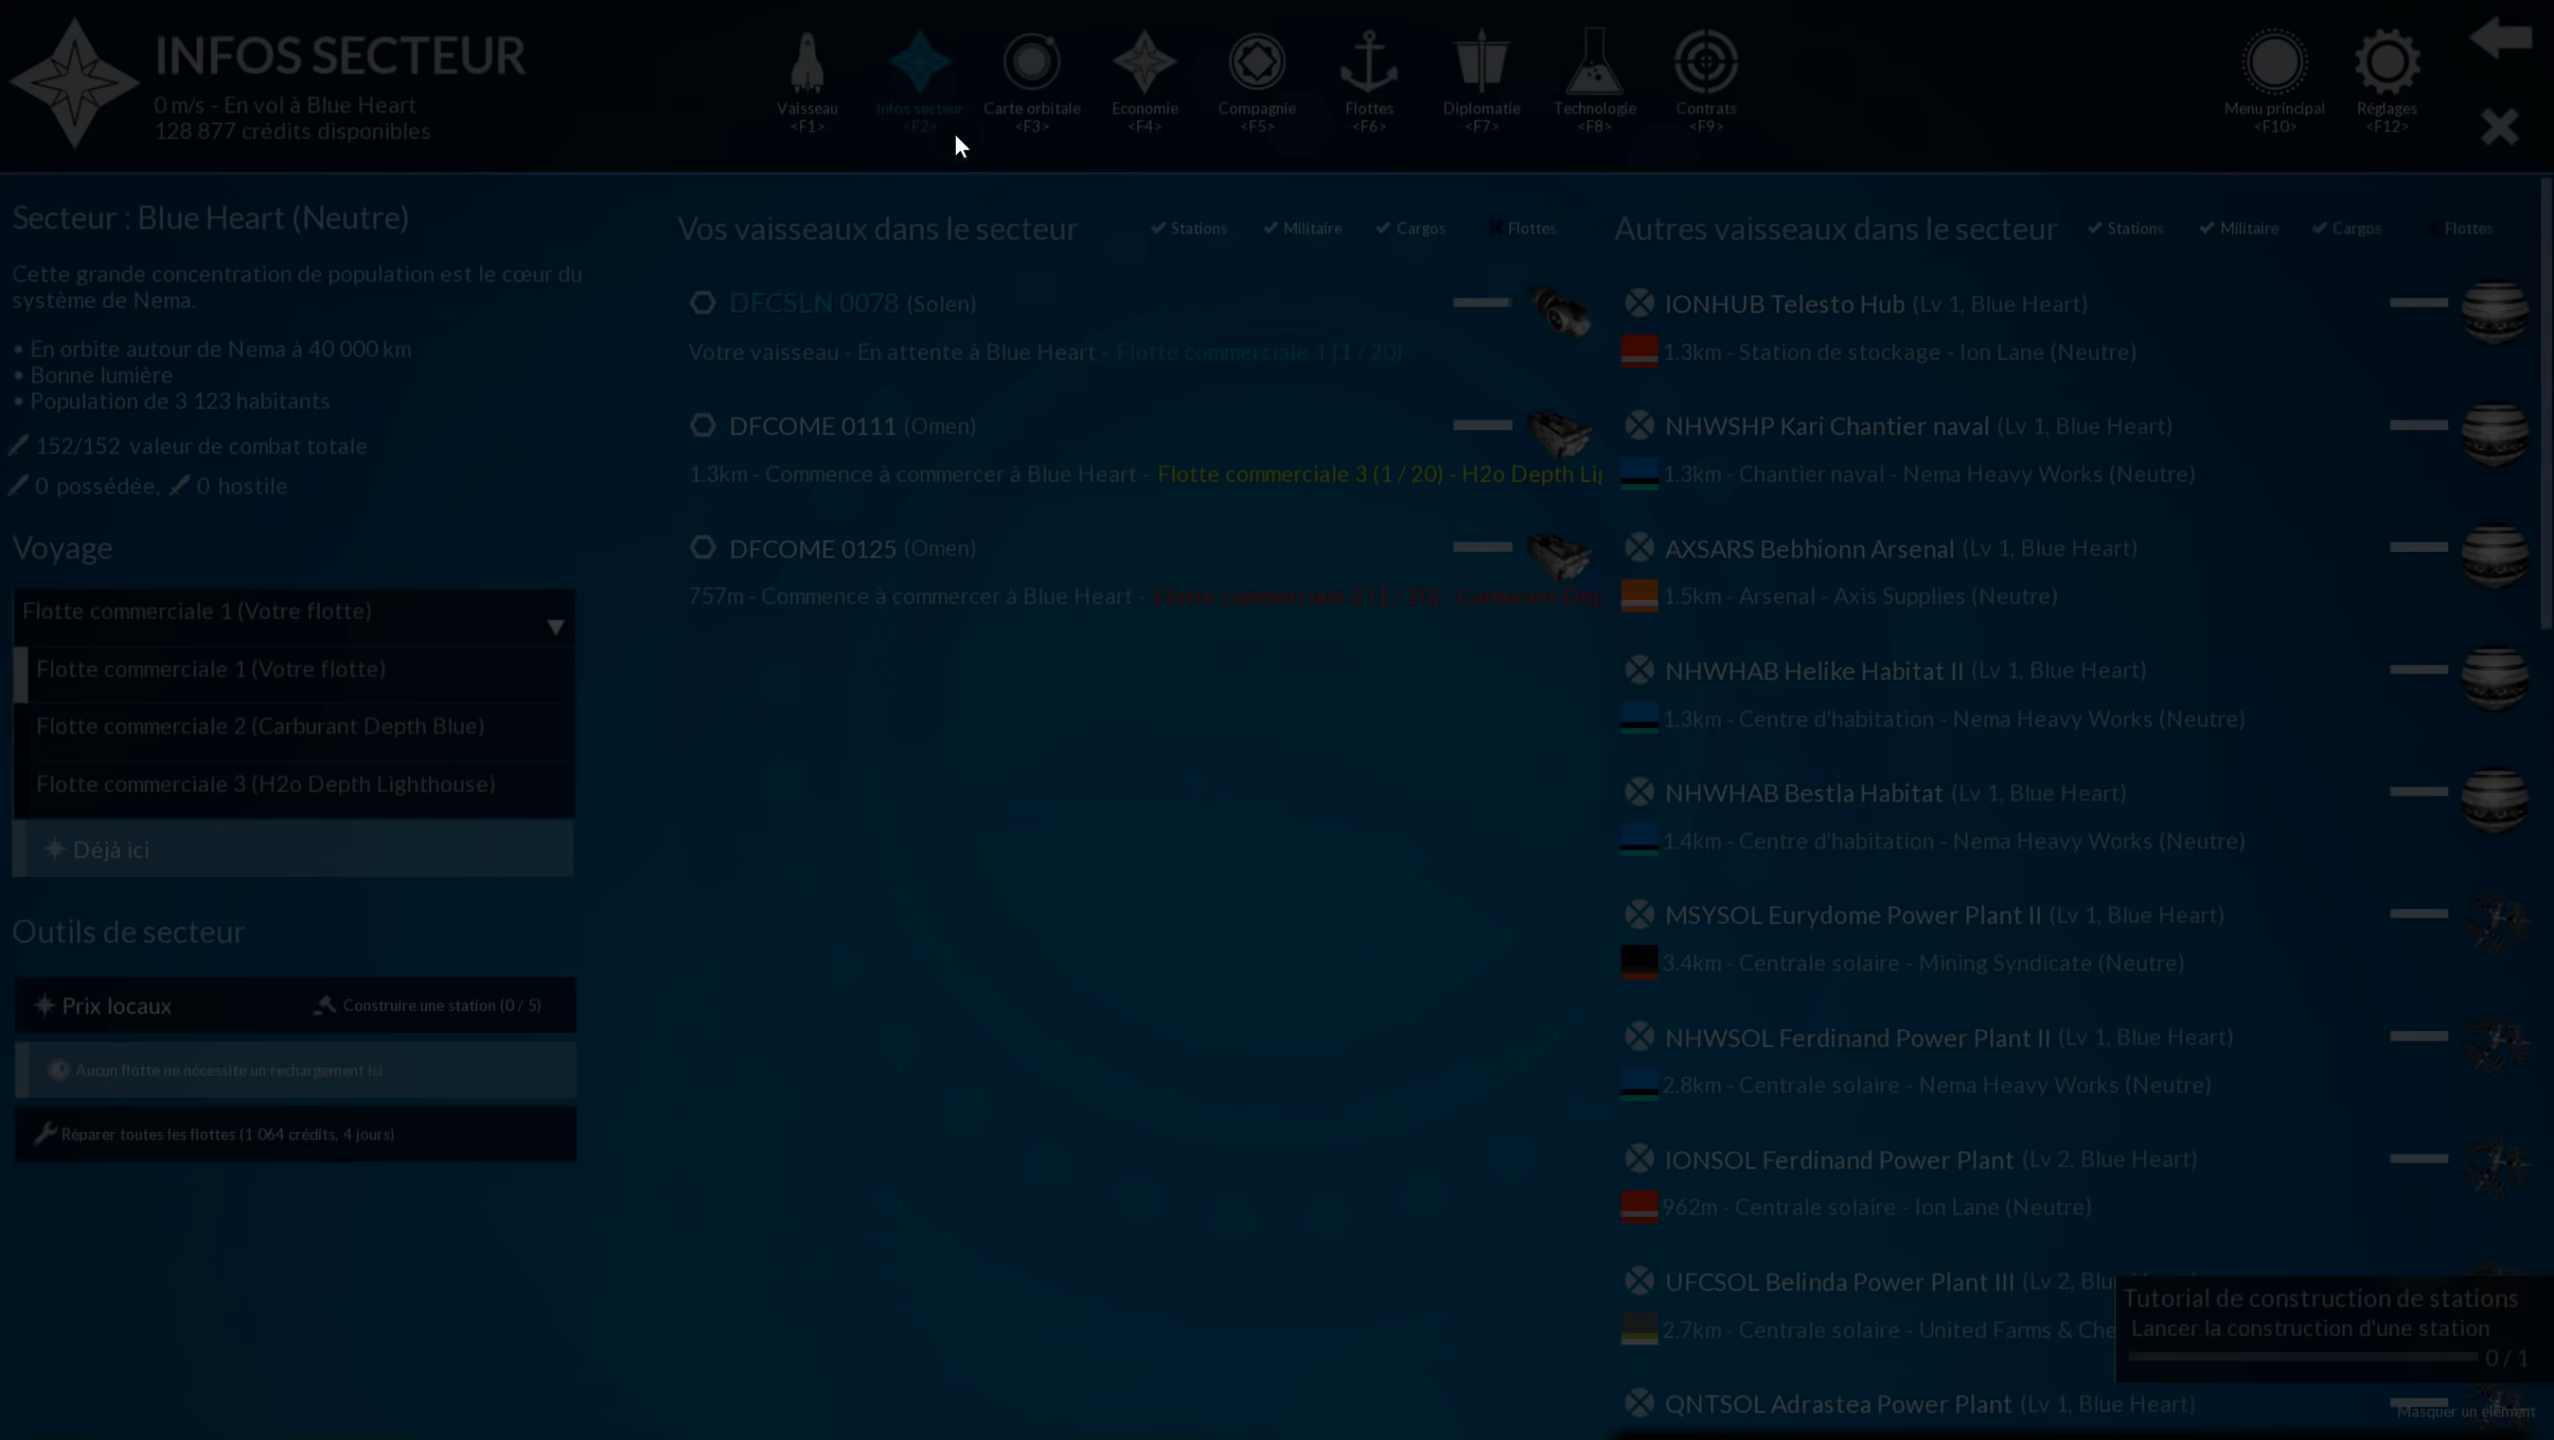 INFOS SECTEUR
0 m/s - En vol à Blue Heart
128 877 crédits disponibles
Vaisseau
<F1>
Infos secteur
<F2>
Carte orbitale
<F3>
Economie
<F4>
Compagnie
<F5>
Flottes
<F6>
Diplomatie
<F7>
Technologie
<F8>
Contrats
<F9>
Menu principal
<F10>
Réglages
<F12>
Secteur : Blue Heart (Neutre)
Cette grande concentration de population est le cœur du
système de Nema.
• En orbite autour de Nema à 40 000 km
• Bonne lumière
• Population de 3 123 habitants
152/152 valeur de combat totale
0 possédée, 0 hostile
Voyage
Flotte commerciale 1 (Votre flotte)
Flotte commerciale 1 (Votre flotte)
Flotte commerciale 2 (Carburant Depth Blue)
Flotte commerciale 3 (H2o Depth Lighthouse)
Déjà ici
Outils de secteur
Prix locaux
Construire une station (0 / 5)
Aucun flotte ne nécessite un rechargement ici
Réparer toutes les flottes (1 064 crédits, 4 jours)
Vos vaisseaux dans le secteur
Stations
Militaire
Cargos
Flottes
DFCSLN 0078 (Solen)
Votre vaisseau - En attente à Blue Heart - Flotte commerciale 1 (1 / 20)
DFCOME 0111 (Omen)
1.3km - Commence à commercer à Blue Heart - Flotte commerciale 3 (1 / 20) - H2o Depth Lig
DFCOME 0125 (Omen)
757m - Commence à commercer à Blue Heart - Flotte commerciale 2 (1 / 20) - Carburant Dep
Autres vaisseaux dans le secteur
Stations
Militaire
Cargos
Flottes
IONHUB Telesto Hub (Lv 1, Blue Heart)
1.3km - Station de stockage - Ion Lane (Neutre)
NHWSHP Kari Chantier naval (Lv 1, Blue Heart)
1.3km - Chantier naval - Nema Heavy Works (Neutre)
AXSARS Bebhionn Arsenal (Lv 1, Blue Heart)
1.5km - Arsenal - Axis Supplies (Neutre)
NHWHAB Helike Habitat II (Lv 1, Blue Heart)
1.3km - Centre d'habitation - Nema Heavy Works (Neutre)
NHWHAB Bestla Habitat (Lv 1, Blue Heart)
1.4km - Centre d'habitation - Nema Heavy Works (Neutre)
MSYSOL Eurydome Power Plant II (Lv 1, Blue Heart)
3.4km - Centrale solaire - Mining Syndicate (Neutre)
NHWSOL Ferdinand Power Plant II (Lv 1, Blue Heart)
2.8km - Centrale solaire - Nema Heavy Works (Neutre)
IONSOL Ferdinand Power Plant (Lv 2, Blue Heart)
962m - Centrale solaire - Ion Lane (Neutre)
UFCSOL Belinda Power Plant III (Lv 2, Blu
2.7km - Centrale solaire - United Farms & Che
QNTSOL Adrastea Power Plant (Lv 1, Blue Heart)
Tutorial de construction de stations
Lancer la construction d'une station
0 / 1
Masquer un élément